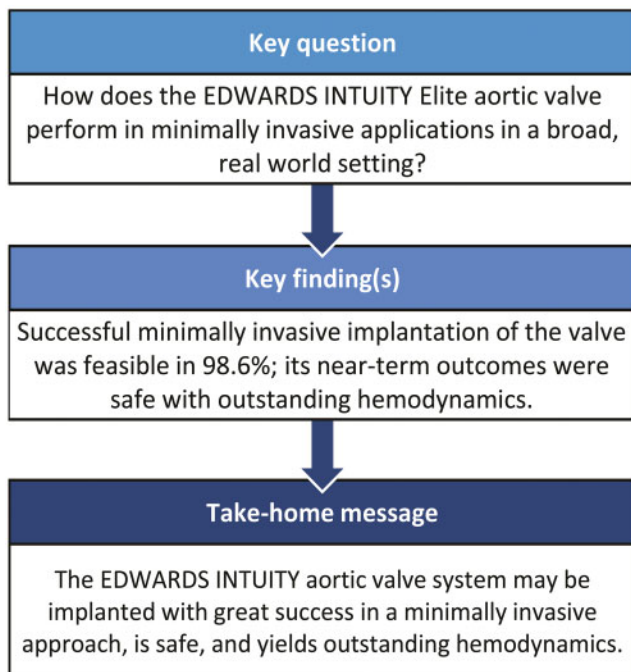 Key question
How does the EDWARDS INTUITY Elite aortic valve
perform in minimally invasive applications in a broad,
real world setting?
Key finding(s)
Successful minimally invasive implantation of the valve
was feasible in 98.6%; its near-term outcomes were
safe with outstanding hemodynamics.
Take-home message
The EDWARDS INTUITY aortic valve system may be
implanted with great success in a minimally invasive
approach, is safe, and yields outstanding hemodynamics.